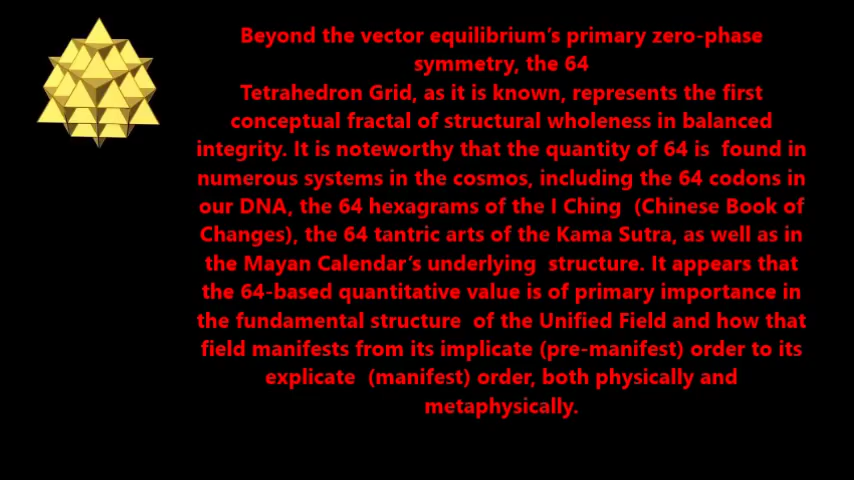 Beyond the vector equilibrium’s primary zero-phase
symmetry, the 64
Tetrahedron Grid, as it is known, represents the first
conceptual fractal of structural wholeness in balanced
integrity. It is noteworthy that the quantity of 64 is  found in
numerous systems in the cosmos, including the 64 codons in
our DNA, the 64 hexagrams of the I Ching  (Chinese Book of
Changes), the 64 tantric arts of the Kama Sutra, as well as in
the Mayan Calendar’s underlying  structure. It appears that
the 64-based quantitative value is of primary importance in
the fundamental structure  of the Unified Field and how that
field manifests from its implicate (pre-manifest) order to its
explicate  (manifest) order, both physically and
metaphysically.